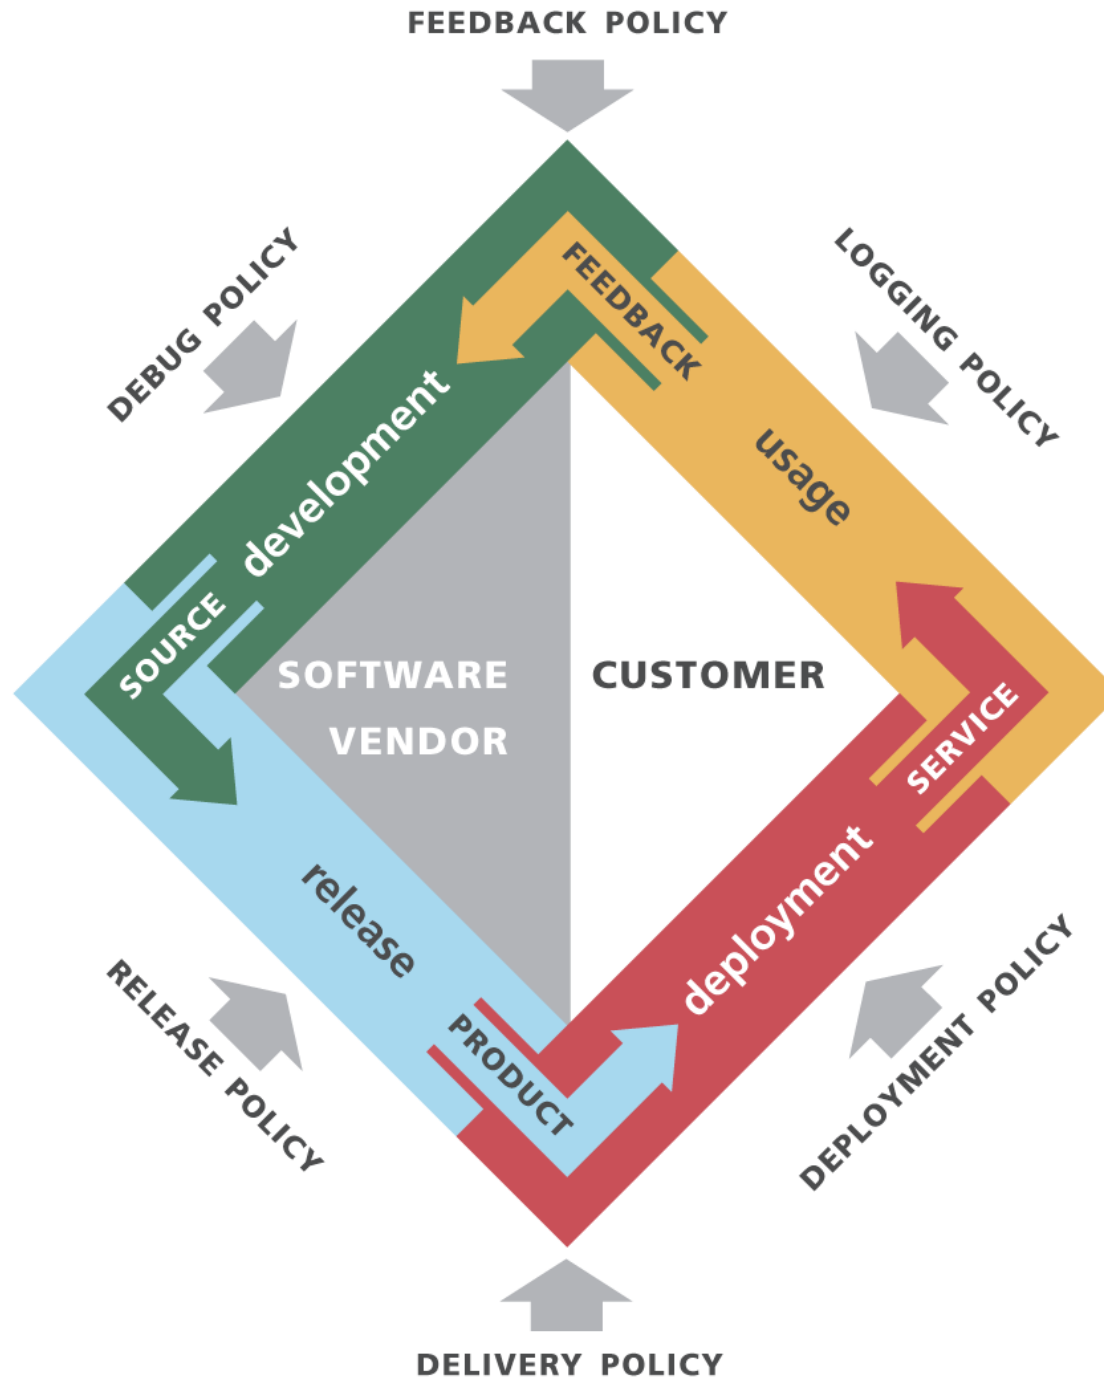 FEEDBACK POLICY
DEBUG POLICY
LOGGING POLICY
FEEDBACK
development
usage
SOURCE
SOFTWARE
VENDOR
CUSTOMER
SERVICE
release
deployment
PRODUCT
RELEASE POLICY
DEPLOYMENT POLICY
DELIVERY POLICY